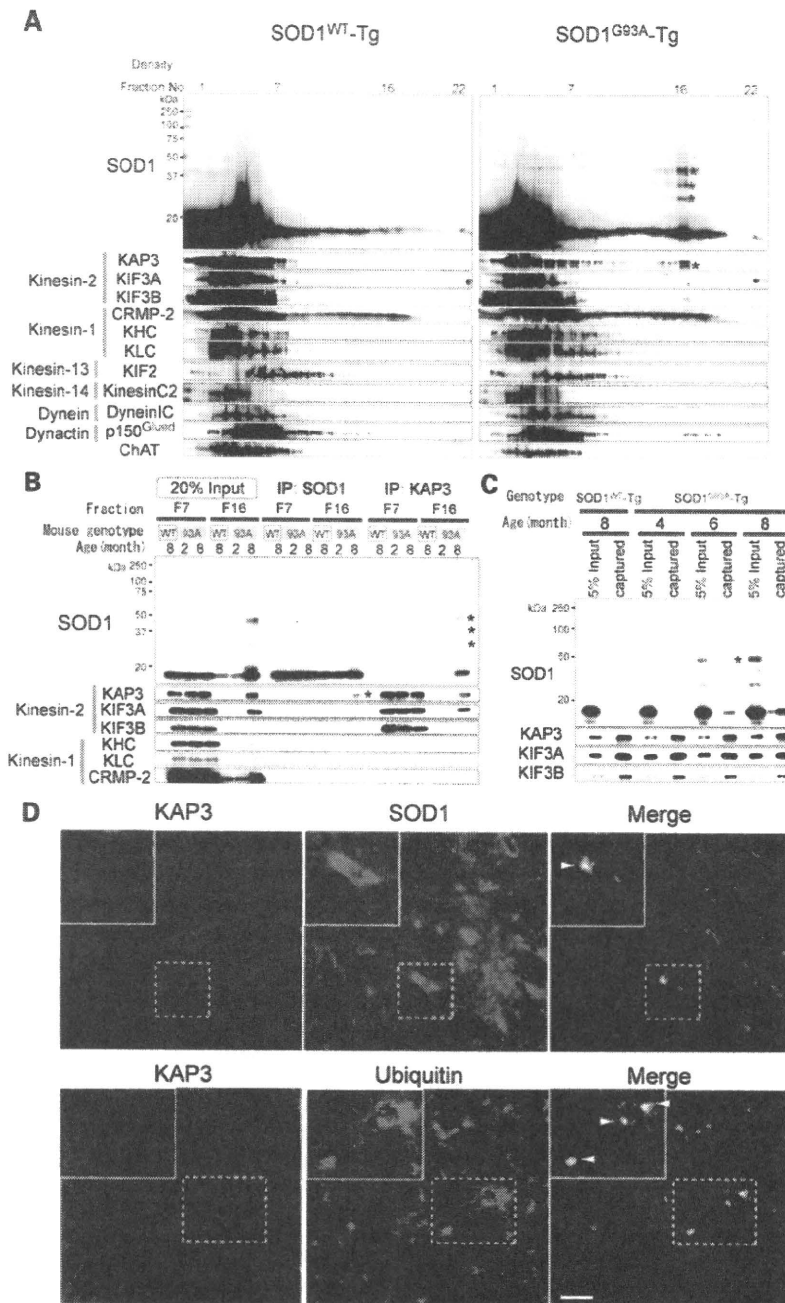 A
SOD1WT-Tg SOD1G93A-Tg
Density
Fraction No 1 7 16 22 1 7 16 22
kDa
250
100
75
50
SOD1
37
20
KAP3
Kinesin-2 KIF3A
KIF3B
CRMP-2
Kinesin-1 KHC
KLC
Kinesin-13 KIF2
Kinesin-14 KinesinC2
Dynein DyneinIC
Dynactin p150Glued
ChAT
B
20% Input IP: SOD1 IP: KAP3
Fraction F7 F16 F7 F16 F7 F16
Mouse genotype WT 93A WT 93A WT 93A WT 93A WT 93A WT 93A
Age(month) 8 2 8 8 2 8 8 2 8 8 2 8 8 2 8 8 2 8
kDa
250
100
75
50
SOD1
37
20
KAP3
Kinesin-2 KIF3A
KIF3B
KHC
Kinesin-1 KLC
CRMP-2
C
Genotype SOD1WT-Tg SOD1G93A-Tg
Age(month) 8 4 6 8
5% Input captured 5% Input captured 5% Input captured 5% Input captured
kDa 250
100
50
SOD1
20
KAP3
KIF3A
KIF3B
D
KAP3 SOD1 Merge
KAP3 Ubiquitin Merge